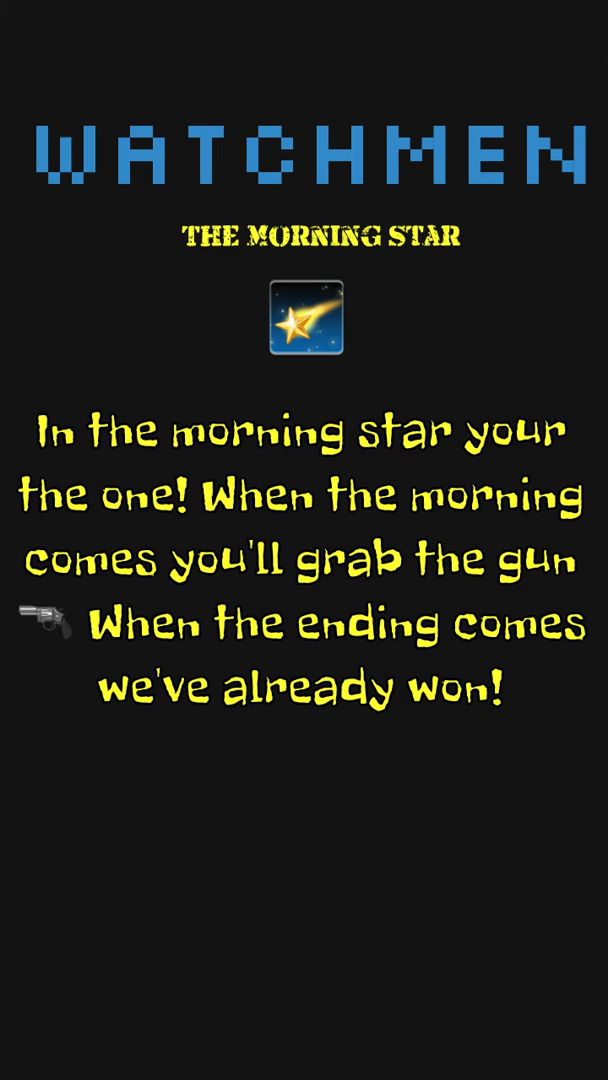 WATCHMEN
THE MORNING STAR
In the morning star your
the one! When the morning
comes you'll grab the gun
🔫 When the ending comes
we've already won!